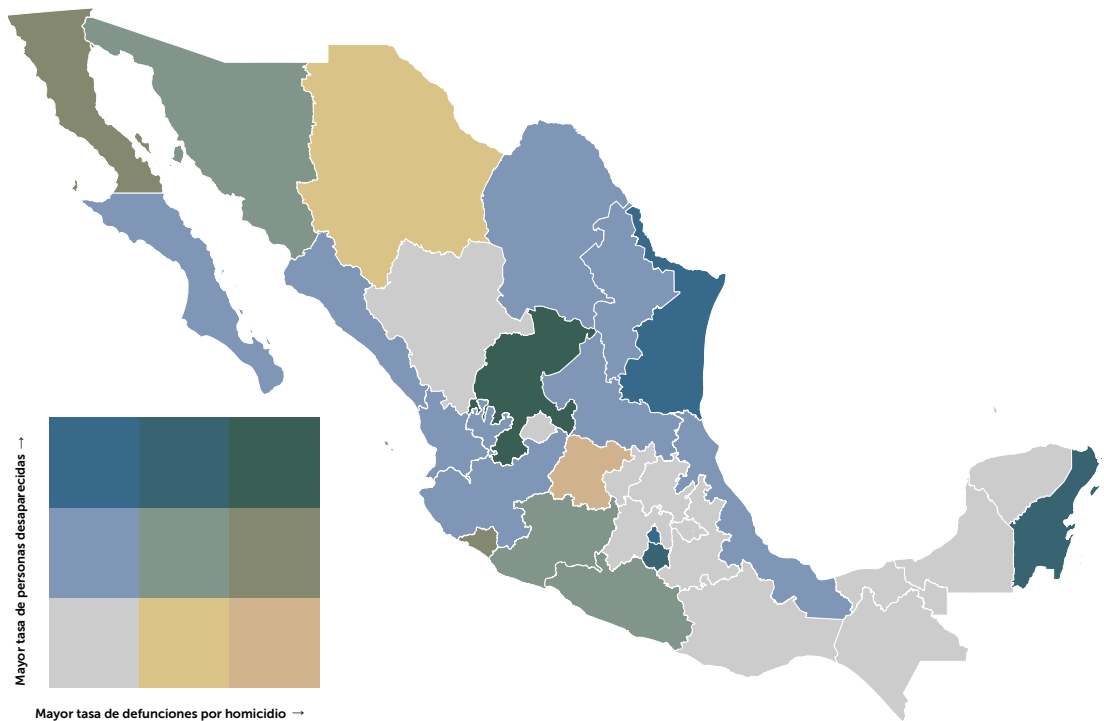 Mayor tasa de personas desaparecidas →
Mayor tasa de defunciones por homicidio →